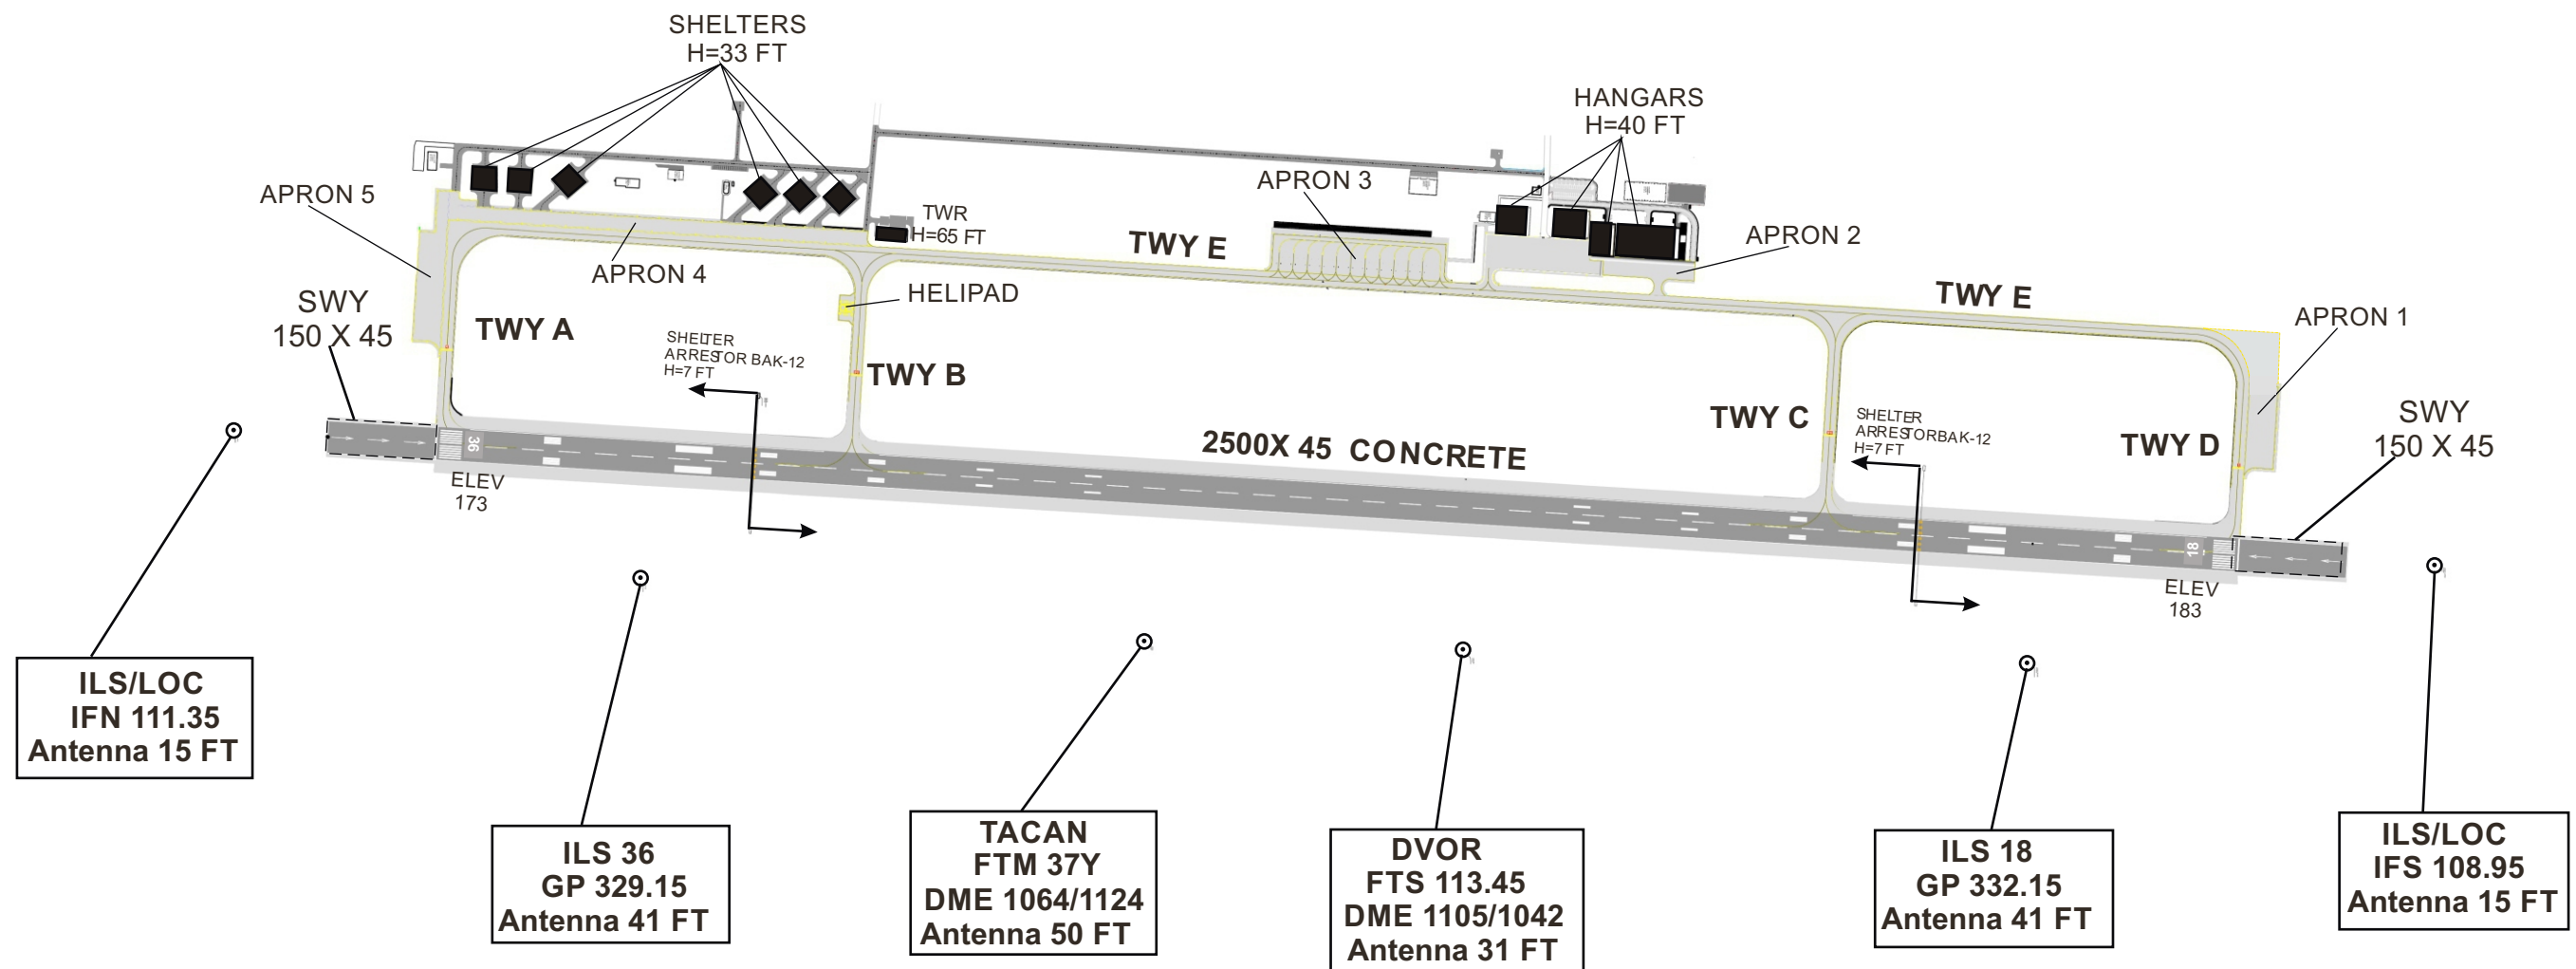 SHELTERS
H=33 FT
HANGARS
H=40 FT
APRON 5
APRON 3
TWR
H=65 FT
TWY E
APRON 2
APRON 4
SWY
150 X 45
HELIPAD
TWY E
APRON 1
TWY A
SHELTER
ARRESTOR BAK-12
H=7 FT
TWY B
TWY C
SHELTER
ARRESTORBAK-12
H=7 FT
TWY D
SWY
150 X 45
2500X 45 CONCRETE
36
ELEV
173
18
ELEV
183
ILS/LOC
IFN 111.35
Antenna 15 FT
ILS 36
GP 329.15
Antenna 41 FT
TACAN
FTM 37Y
DME 1064/1124
Antenna 50 FT
DVOR
FTS 113.45
DME 1105/1042
Antenna 31 FT
ILS 18
GP 332.15
Antenna 41 FT
ILS/LOC
IFS 108.95
Antenna 15 FT